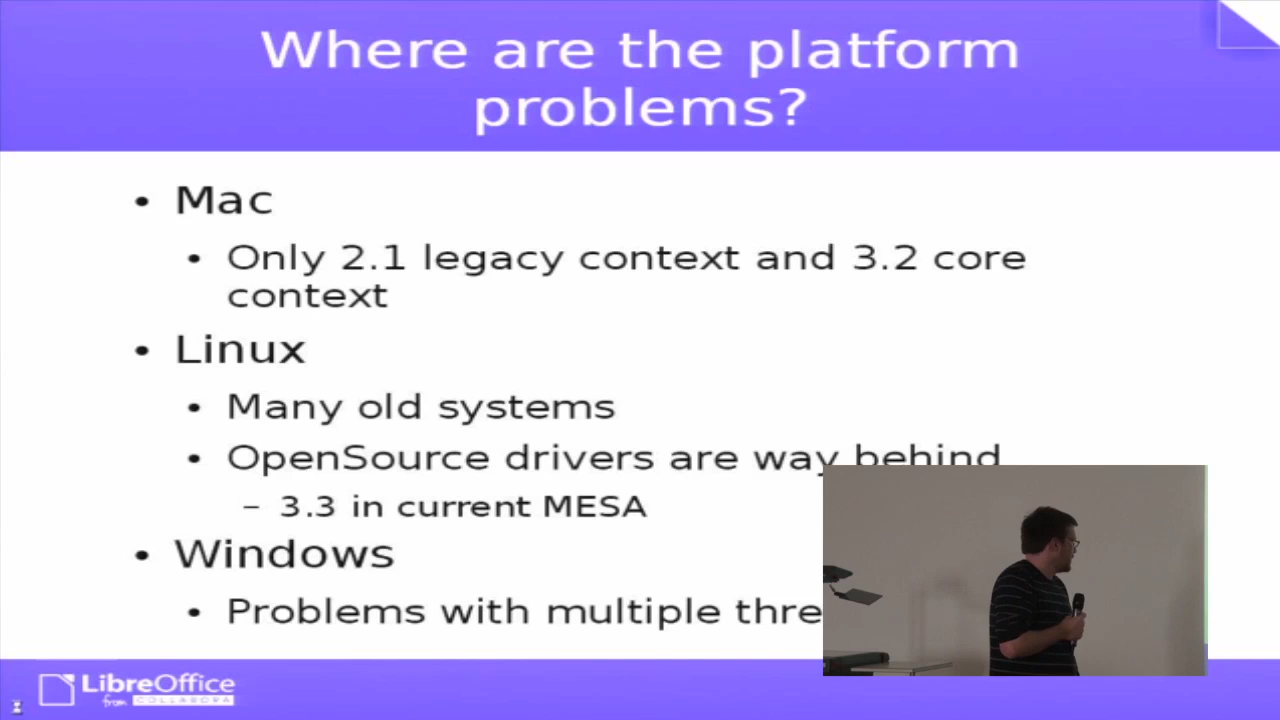 Where are the platform
problems?
• Mac
• Only 2.1 legacy context and 3.2 core
context
• Linux
• Many old systems
• OpenSource drivers are way behind
– 3.3 in current MESA
• Windows
• Problems with multiple thre
LibreOffice
from COLLABORA